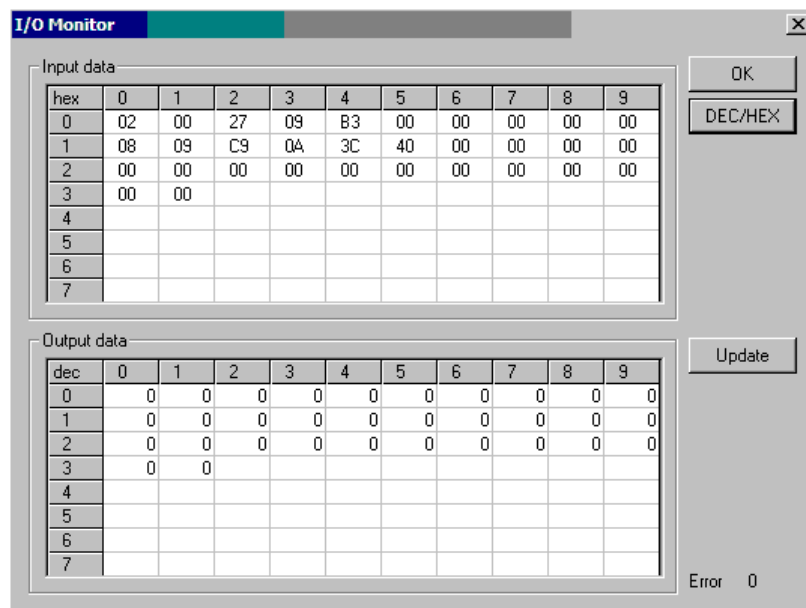 I/O Monitor
Input data
OK
hex 0 1 2 3 4 5 6 7 8 9
DEC/HEX
0 02 00 27 09 B3 00 00 00 00 00
1 08 09 C9 0A 3C 40 00 00 00 00
2 00 00 00 00 00 00 00 00 00 00
3 00 00
4
5
6
7
Output data
Update
dec 0 1 2 3 4 5 6 7 8 9
0 0 0 0 0 0 0 0 0 0 0
1 0 0 0 0 0 0 0 0 0 0
2 0 0 0 0 0 0 0 0 0 0
3 0 0
4
5
6
7
Error 0